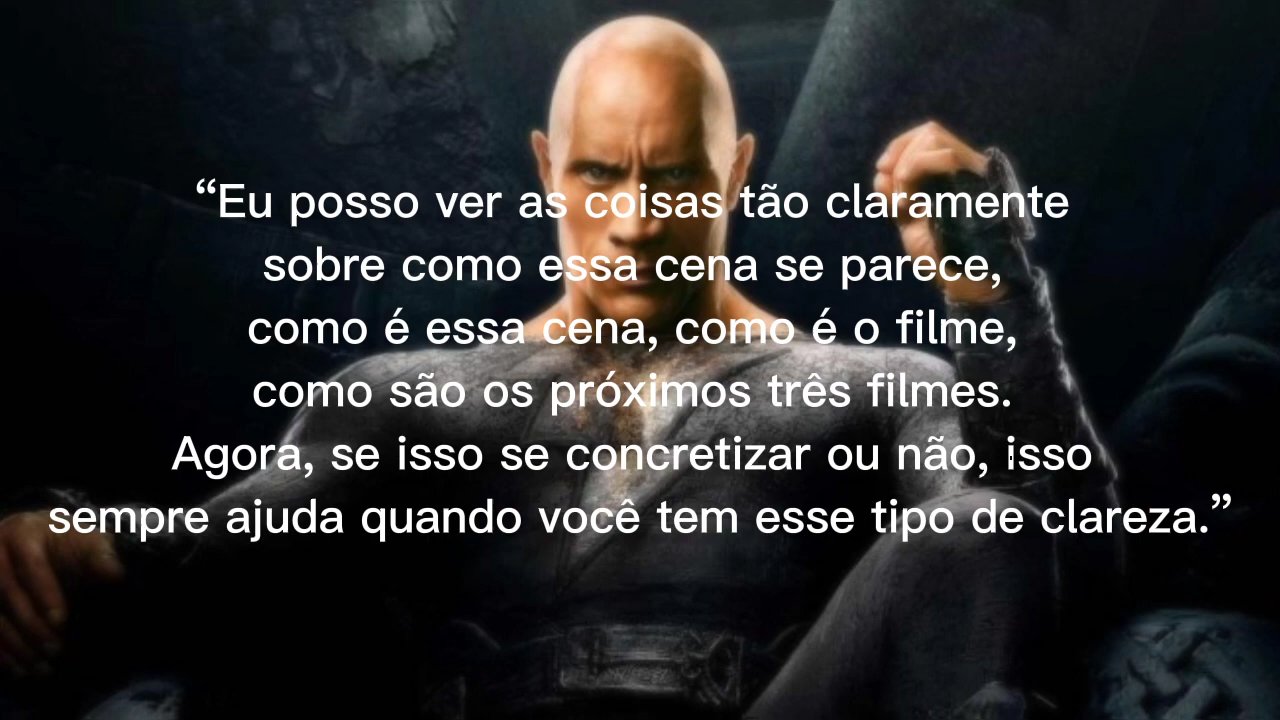 “Eu posso ver as coisas tão claramente
sobre como essa cena se parece,
como é essa cena, como é o filme,
como são os próximos três filmes.
Agora, se isso se concretizar ou não, isso
sempre ajuda quando você tem esse tipo de clareza.”